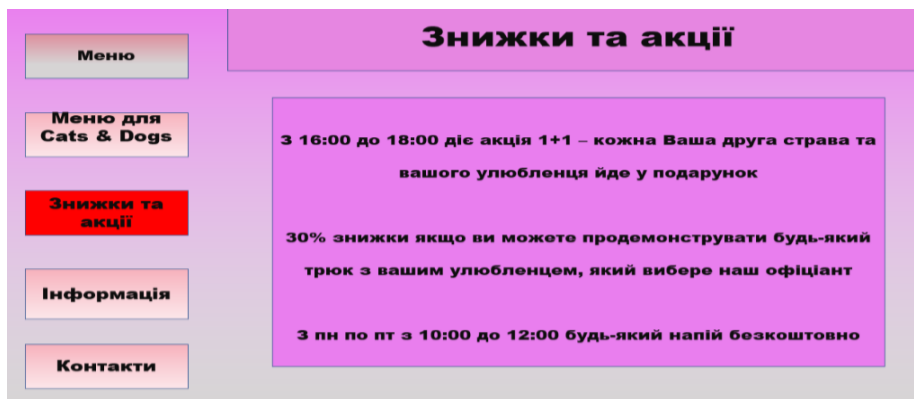 Знижки та акції
Меню
Меню для
Cats & Dogs
Знижки та
акції
Інформація
Контакти
З 16:00 до 18:00 діє акція 1+1 – кожна Ваша друга страва та
вашого улюбленця йде у подарунок
30% знижки якщо ви можете продемонструвати будь-який
трюк з вашим улюбленцем, який вибере наш офіціант
З пн по пт з 10:00 до 12:00 будь-який напій безкоштовно